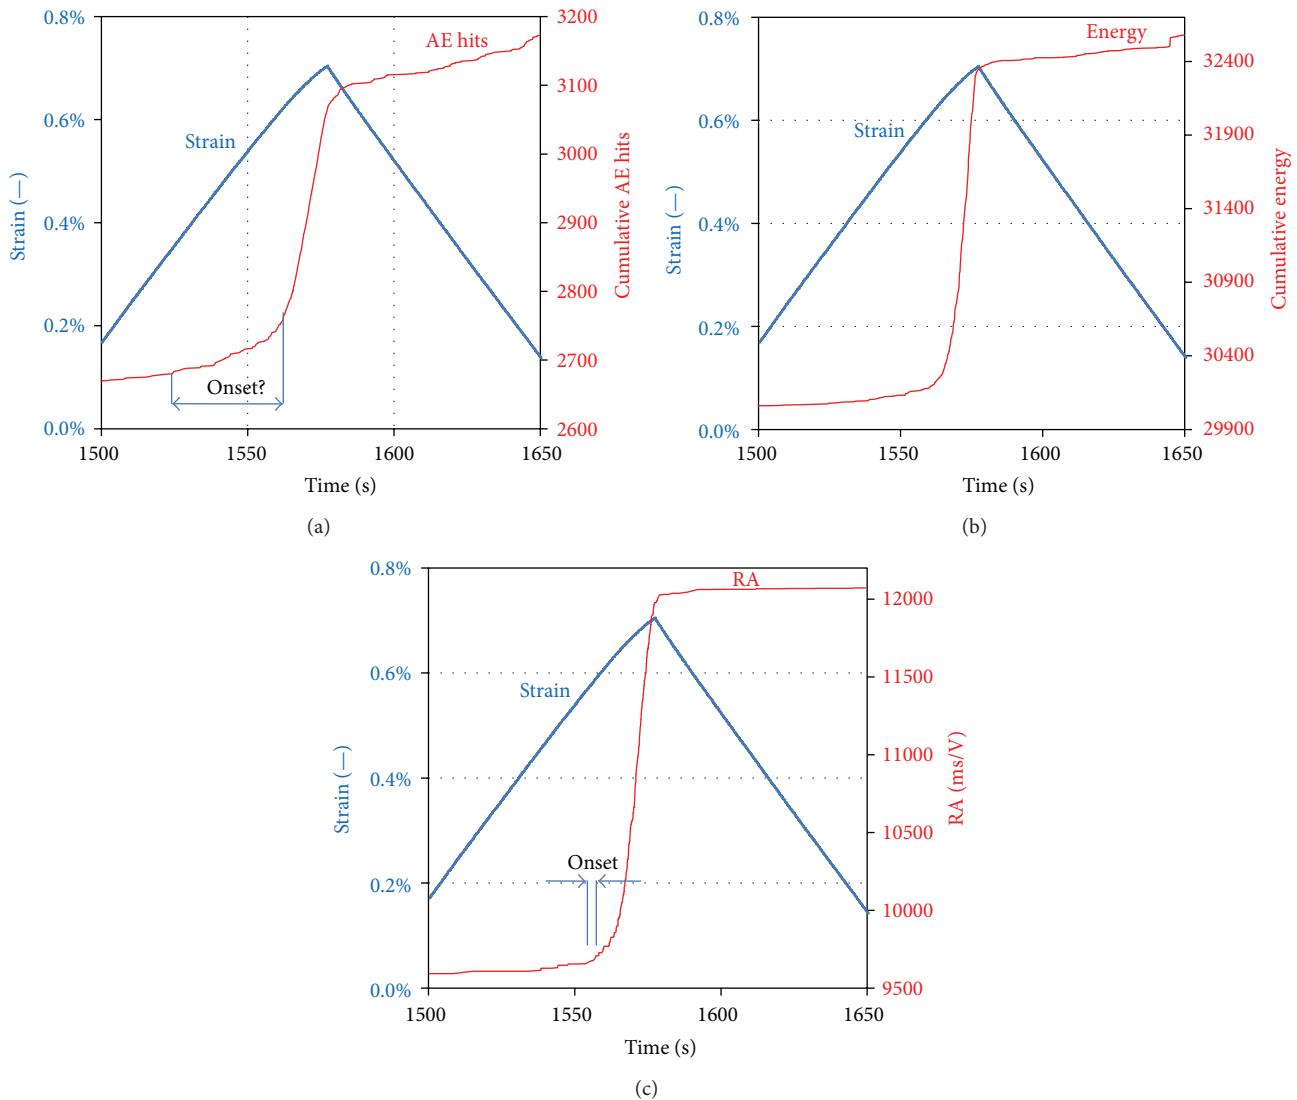 0.8%
0.6%
0.4%
0.2%
0.0%
Strain (—)
3200
3100
3000
2900
2800
2700
2600
Cumulative AE hits
AE hits
Strain
Onset?
1500
1550
1600
1650
Time (s)
(a)
0.8%
0.6%
0.4%
0.2%
0.0%
Strain (—)
32400
31900
31400
30900
30400
29900
Cumulative energy
Energy
Strain
1500
1550
1600
1650
Time (s)
(b)
0.8%
0.6%
0.4%
0.2%
0.0%
Strain (—)
12000
11500
11000
10500
10000
9500
RA (ms/V)
RA
Strain
Onset
1500
1550
1600
1650
Time (s)
(c)